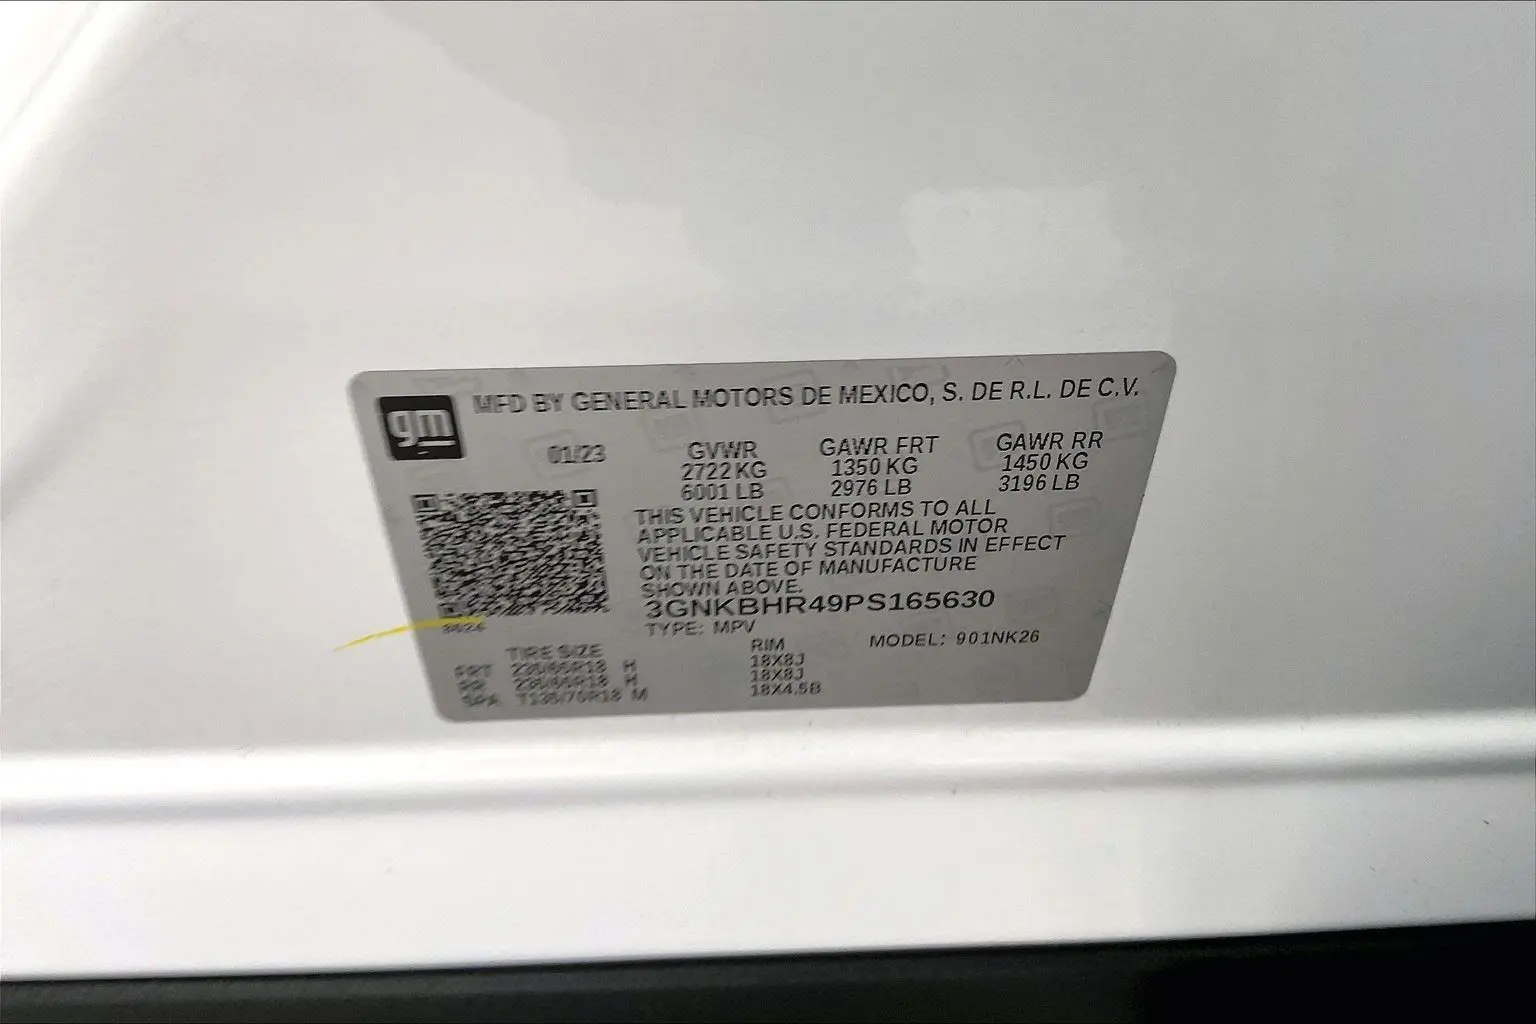 gm
MFD BY GENERAL MOTORS DE MEXICO, S. DE R.L. DE C.V.
01/23 GVWR GAWR FRT GAWR RR
2722 KG 1350 KG 1450 KG
6001 LB 2976 LB 3196 LB
THIS VEHICLE CONFORMS TO ALL
APPLICABLE U.S. FEDERAL MOTOR
VEHICLE SAFETY STANDARDS IN EFFECT
ON THE DATE OF MANUFACTURE
SHOWN ABOVE.
3GNKBHR49PS165630
TYPE: MPV MODEL: 901NK26
TIRE SIZE RIM
FRT H 18X8J
RR H 18X8J
SPA T135/70R18 M 18X4.5B